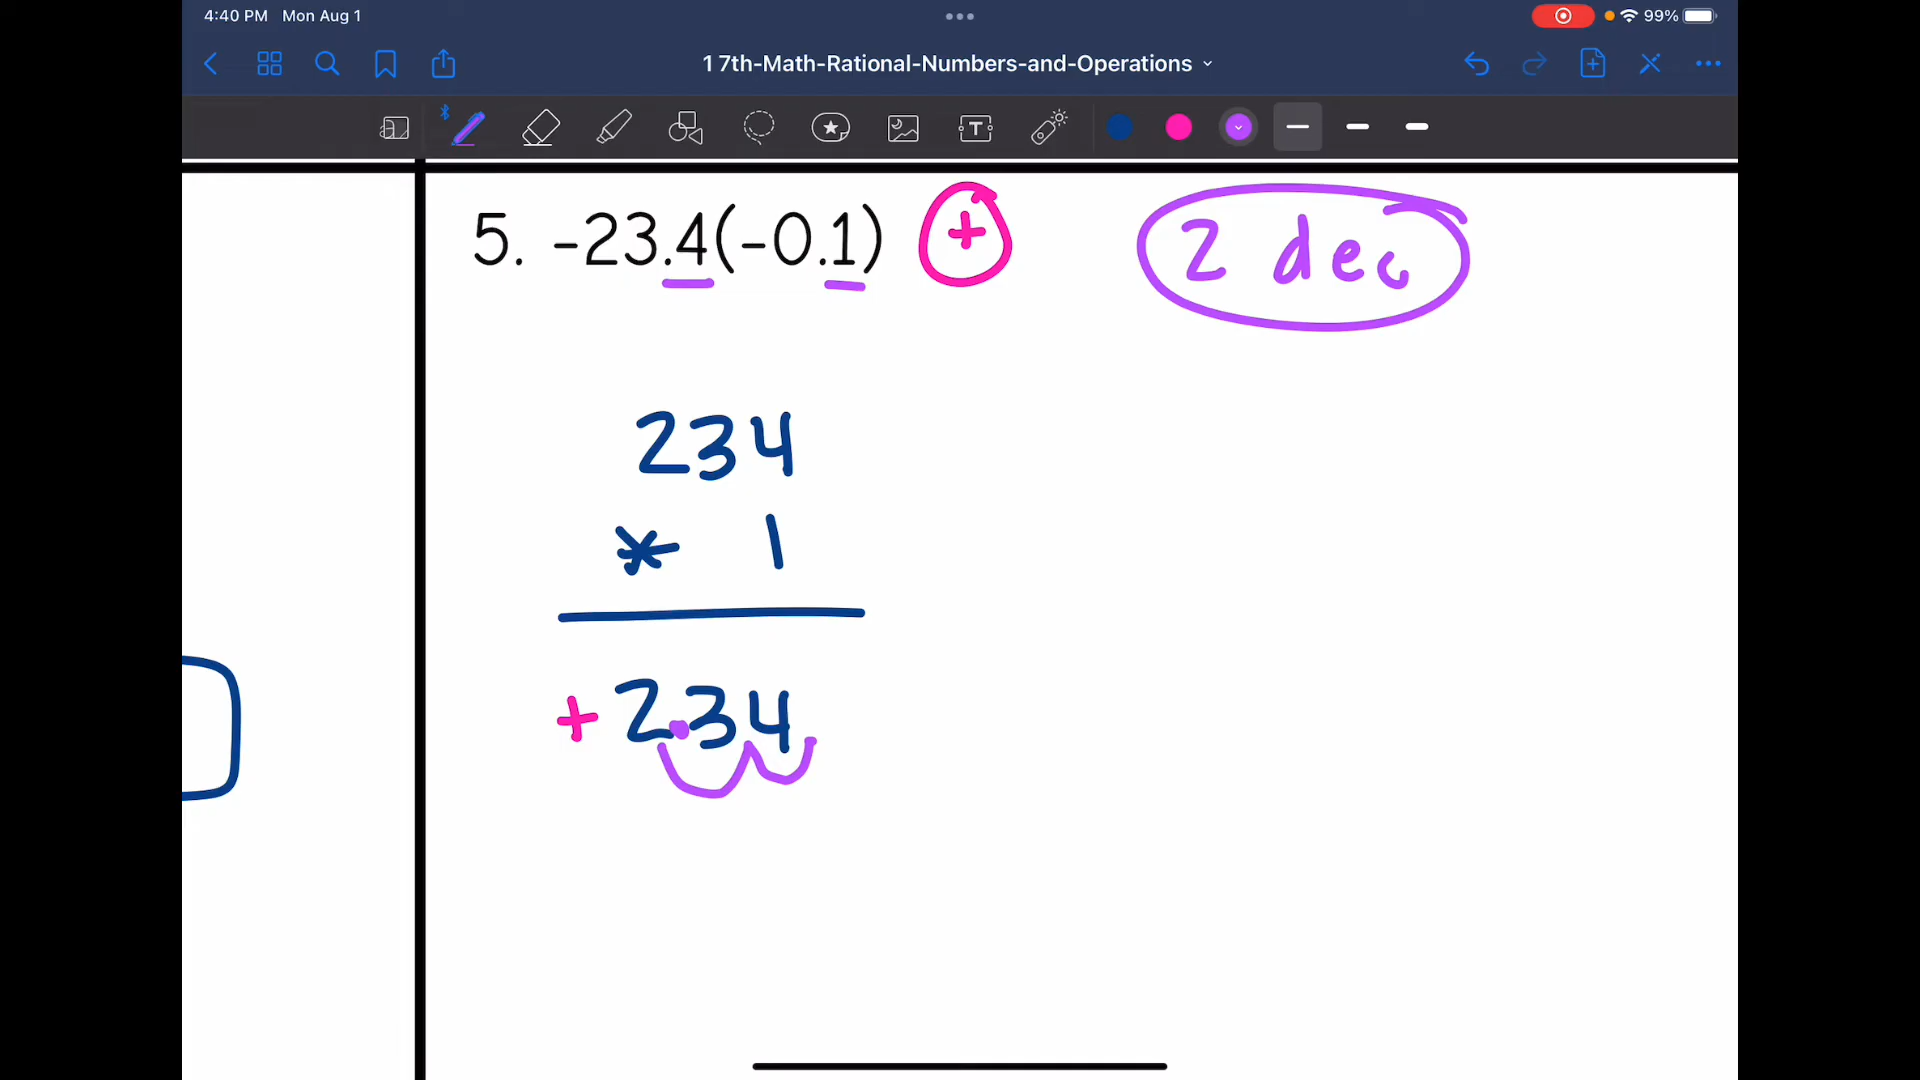 4:40 PM Mon Aug 1
99%
1 7th-Math-Rational-Numbers-and-Operations
T
5. -23.4(-0.1) +
2 dec
234
* 1
+ 2.34